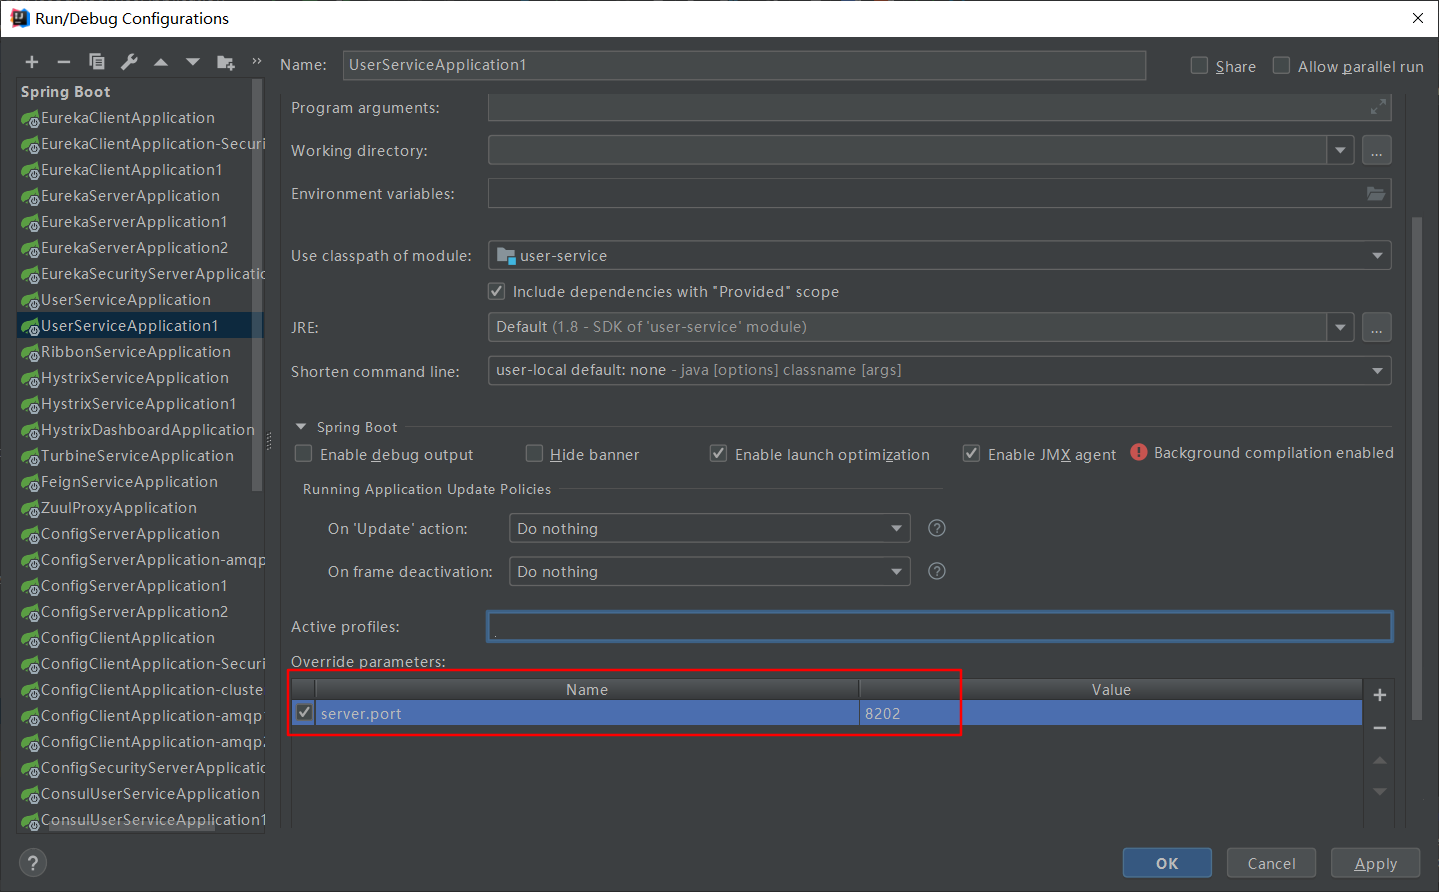 Run/Debug Configurations
Name: UserServiceApplication1 Share Allow parallel run
Spring Boot
EurekaClientApplication
EurekaClientApplication-Securi
EurekaClientApplication1
EurekaServerApplication
EurekaServerApplication1
EurekaServerApplication2
EurekaSecurityServerApplicatic
UserServiceApplication
UserServiceApplication1
RibbonServiceApplication
HystrixServiceApplication
HystrixServiceApplication1
HystrixDashboardApplication
TurbineServiceApplication
FeignServiceApplication
ZuulProxyApplication
ConfigServerApplication
ConfigServerApplication-amqp
ConfigServerApplication1
ConfigServerApplication2
ConfigClientApplication
ConfigClientApplication-Securi
ConfigClientApplication-cluste
ConfigClientApplication-amqp
ConfigClientApplication-amqp2
ConfigSecurityServerApplicatic
ConsulUserServiceApplication
ConsulUserServiceApplication1
Program arguments:
Working directory:
...
Environment variables:
Use classpath of module: user-service
Include dependencies with "Provided" scope
JRE: Default (1.8 - SDK of 'user-service' module)
...
Shorten command line: user-local default: none - java [options] classname [args]
Spring Boot
Enable debug output Hide banner Enable launch optimization Enable JMX agent Background compilation enabled
Running Application Update Policies
On 'Update' action: Do nothing ?
On frame deactivation: Do nothing ?
Active profiles: .
Override parameters:
Name Value
server.port 8202
? OK Cancel Apply